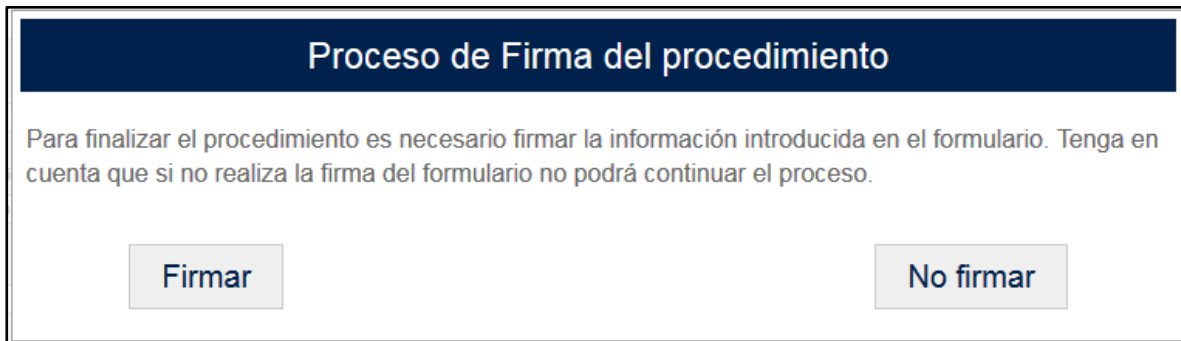 Proceso de Firma del procedimiento
Para finalizar el procedimiento es necesario firmar la información introducida en el formulario. Tenga en
cuenta que si no realiza la firma del formulario no podrá continuar el proceso.
Firmar
No firmar